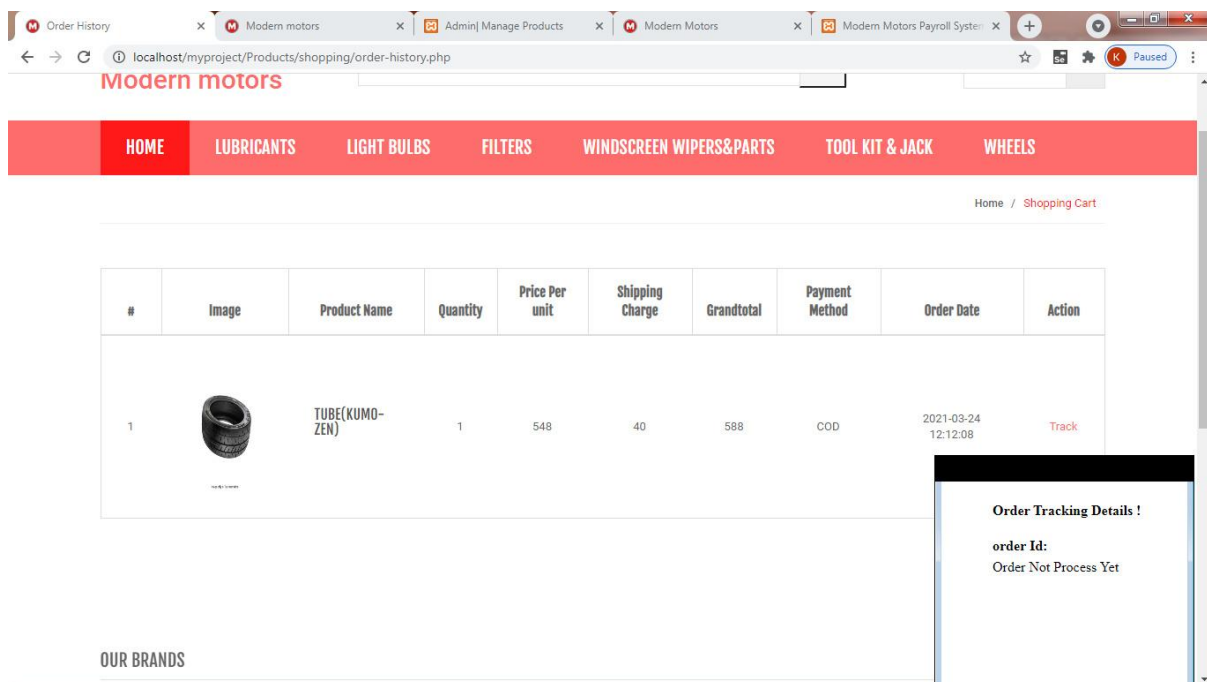 Order History
Modern motors
Admin| Manage Products
Modern Motors
Modern Motors Payroll System
localhost/myproject/Products/shopping/order-history.php
Se
K Paused
Modern motors
HOME LUBRICANTS LIGHT BULBS FILTERS WINDSCREEN WIPERS&PARTS TOOL KIT & JACK WHEELS
Home / Shopping Cart
# Image Product Name Quantity Price Per unit Shipping Charge Grandtotal Payment Method Order Date Action
1 TUBE(KUMO-
ZEN) 1 548 40 588 COD 2021-03-24
12:12:08 Track
Order Tracking Details !
order Id:
Order Not Process Yet
OUR BRANDS